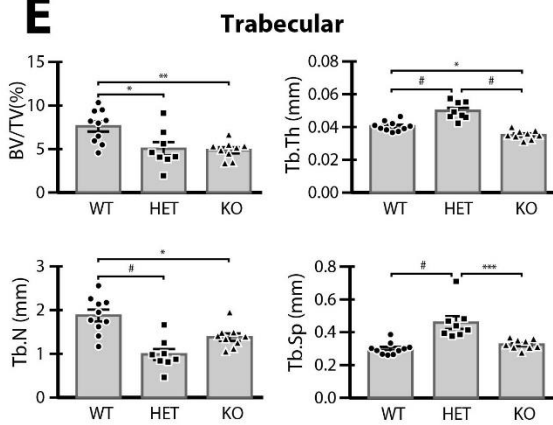 E
Trabecular
BV/TV(%)
15
10
5
0
**
*
WT HET KO
Tb.Th (mm)
0.08
0.06
0.04
0.02
0.00
*
# #
WT HET KO
Tb.N (mm)
3
2
1
0
*
#
WT HET KO
Tb.Sp (mm)
0.8
0.6
0.4
0.2
0.0
# ***
WT HET KO